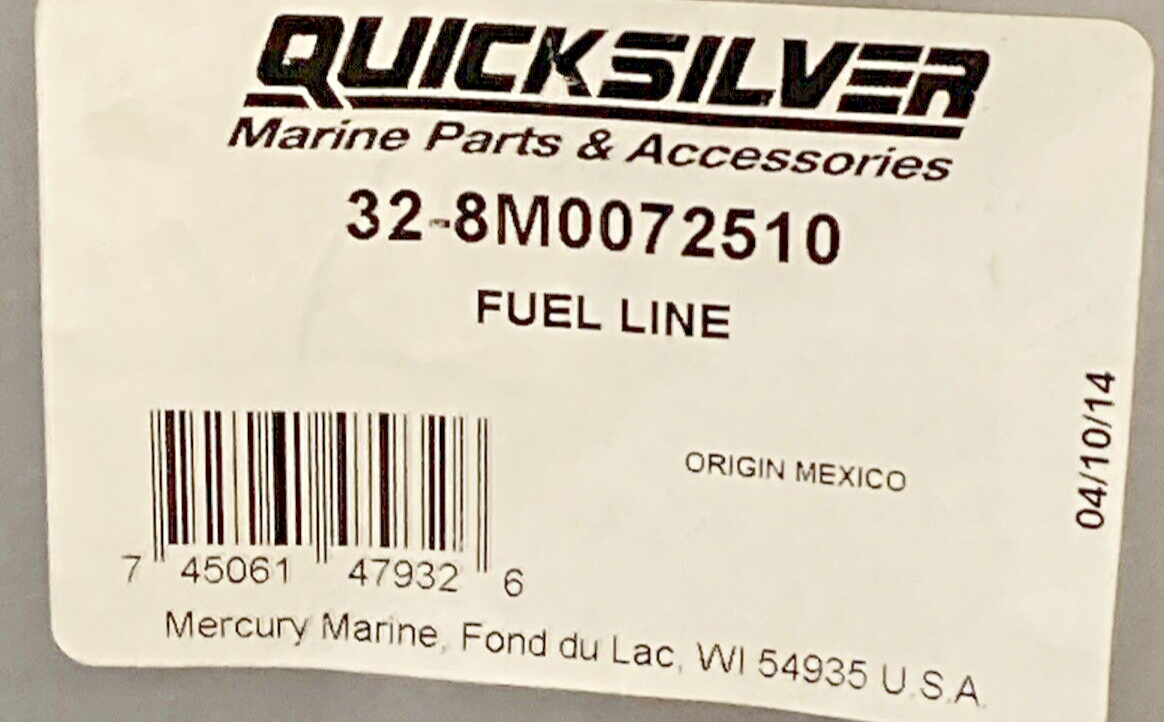 QUICKSILVER
Marine Parts & Accessories
32-8M0072510
FUEL LINE
ORIGIN MEXICO
04/10/14
7 45061 47932 6
Mercury Marine, Fond du Lac, WI 54935 U.S.A.